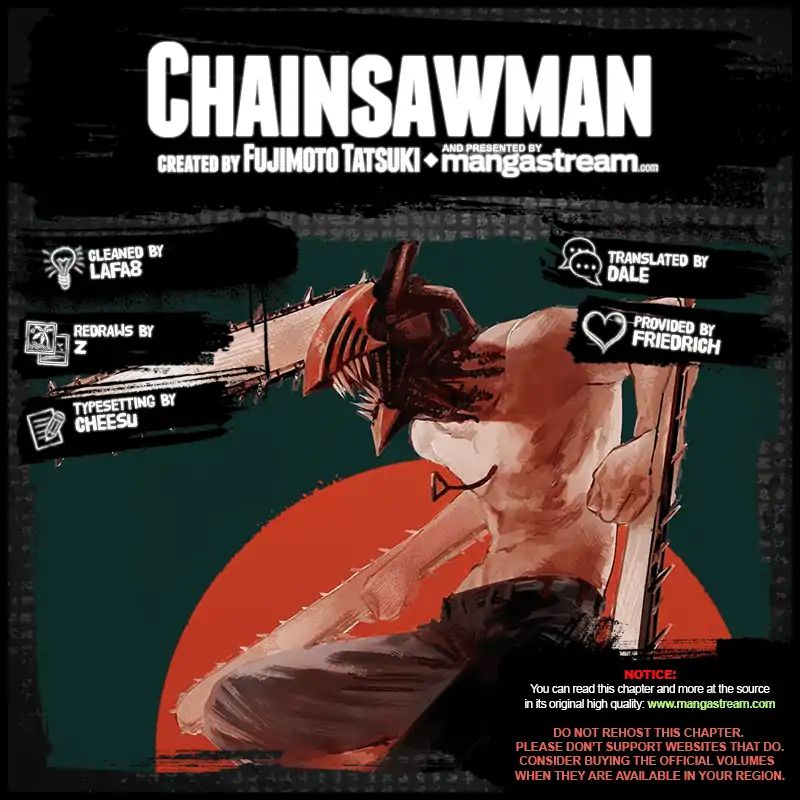 CHAINSAWMAN
CREATED BY FUJIMOTO TATSUKI ◆ AND PRESENTED BY mangastream.com
CLEANED BY
LAFA8
REDRAWS BY
Z
TYPESETTING BY
CHEESU
TRANSLATED BY
DALE
PROVIDED BY
FRIEDRICH
NOTICE:
You can read this chapter and more at the source
in its original high quality: www.mangastream.com
DO NOT REHOST THIS CHAPTER.
PLEASE DON'T SUPPORT WEBSITES THAT DO.
CONSIDER BUYING THE OFFICIAL VOLUMES
WHEN THEY ARE AVAILABLE IN YOUR REGION.